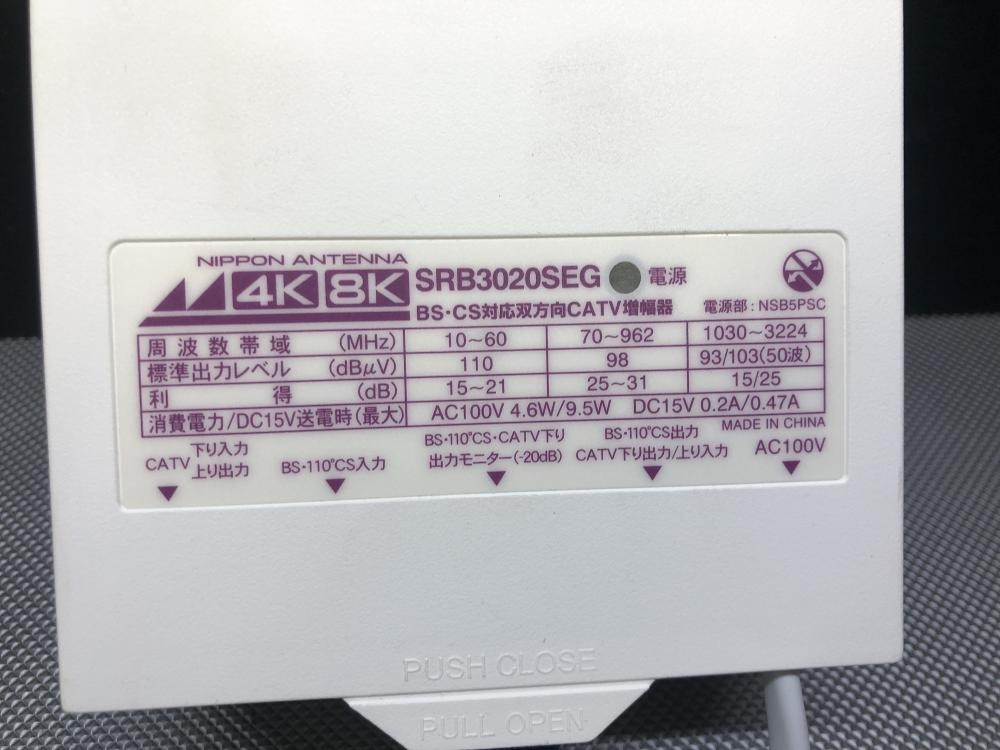 NIPPON ANTENNA
4K 8K SRB3020SEG 電源
BS・CS対応双方向CATV増幅器 電源部:NSB5PSC
周波数帯域 (MHz) 10～60 70～962 1030～3224
標準出力レベル (dBμV) 110 98 93/103(50波)
利得 (dB) 15～21 25～31 15/25
消費電力/DC15V送電時(最大) AC100V 4.6W/9.5W DC15V 0.2A/0.47A
MADE IN CHINA
CATV 下り入力
上り出力
BS・110°CS入力
BS・110°CS・CATV下り
出力モニター(-20dB)
BS・110°CS出力
CATV下り出力/上り入力
AC100V
PUSH CLOSE
PULL OPEN